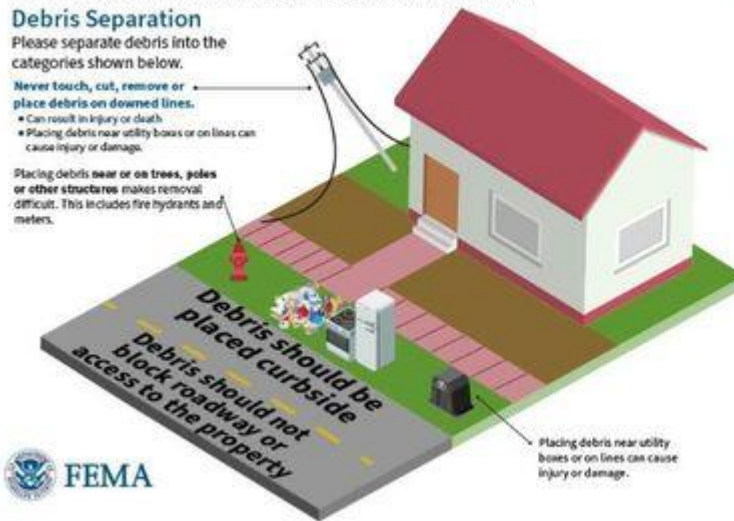 Debris Separation
Please separate debris into the
categories shown below.
Never touch, cut, remove or
place debris on downed lines.
• Can result in injury or death
• Placing debris near utility boxes or on lines can
cause injury or damage.
Placing debris near or on trees, poles
or other structures makes removal
difficult. This includes fire hydrants and
meters.
Debris should be
placed curbside
Debris should not
block roadway or
access to the property
Placing debris near utility
boxes or on lines can cause
injury or damage.
FEMA